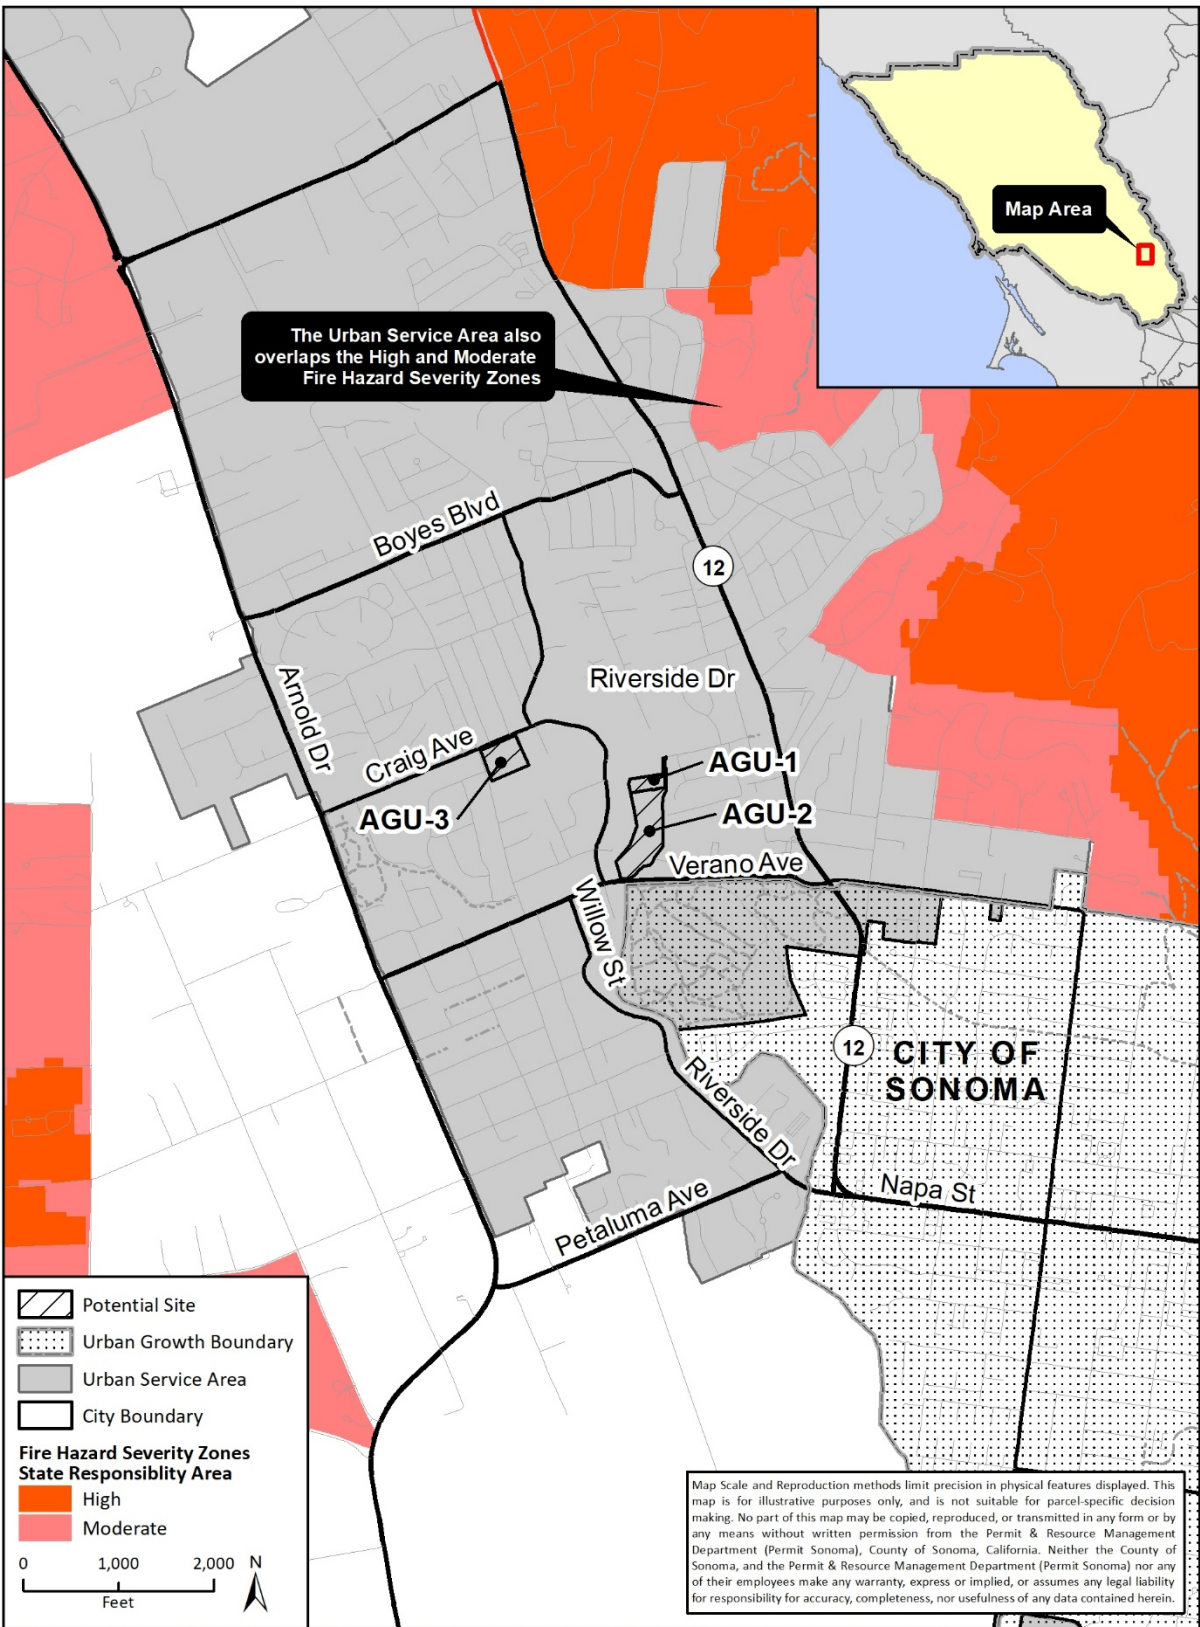 Map Area
The Urban Service Area also
overlaps the High and Moderate
Fire Hazard Severity Zones
Boyes Blvd
12
Arnold Dr
Riverside Dr
Craig Ave
AGU-1
AGU-3
AGU-2
Verano Ave
Willow St
12
CITY OF
SONOMA
Riverside Dr
Napa St
Petaluma Ave
Potential Site
Urban Growth Boundary
Urban Service Area
City Boundary
Fire Hazard Severity Zones
State Responsiblity Area
High
Moderate
0 1,000 2,000 N
Feet
Map Scale and Reproduction methods limit precision in physical features displayed. This
map is for illustrative purposes only, and is not suitable for parcel-specific decision
making. No part of this map may be copied, reproduced, or transmitted in any form or by
any means without written permission from the Permit & Resource Management
Department (Permit Sonoma), County of Sonoma, California. Neither the County of
Sonoma, and the Permit & Resource Management Department (Permit Sonoma) nor any
of their employees make any warranty, express or implied, or assumes any legal liability
for responsibility for accuracy, completeness, nor usefulness of any data contained herein.